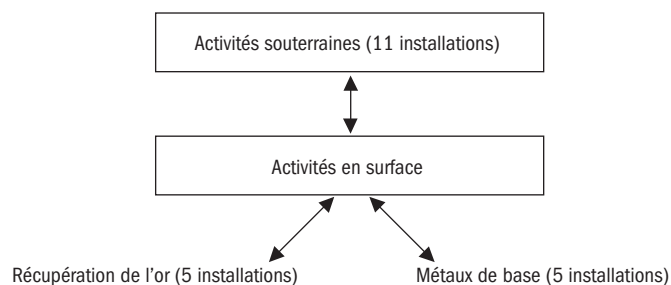 Activités souterraines (11 installations)
Activités en surface
Récupération de l’or (5 installations)
Métaux de base (5 installations)